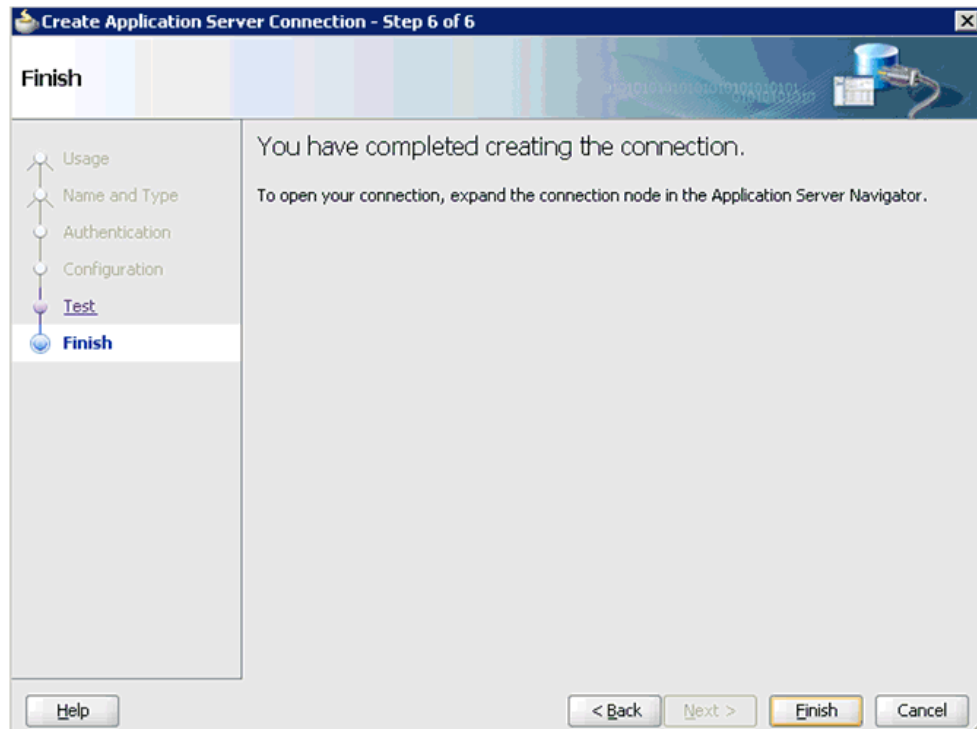 Create Application Server Connection - Step 6 of 6
Finish
Usage
Name and Type
Authentication
Configuration
Test
Finish
You have completed creating the connection.
To open your connection, expand the connection node in the Application Server Navigator.
Help
< Back
Next >
Finish
Cancel